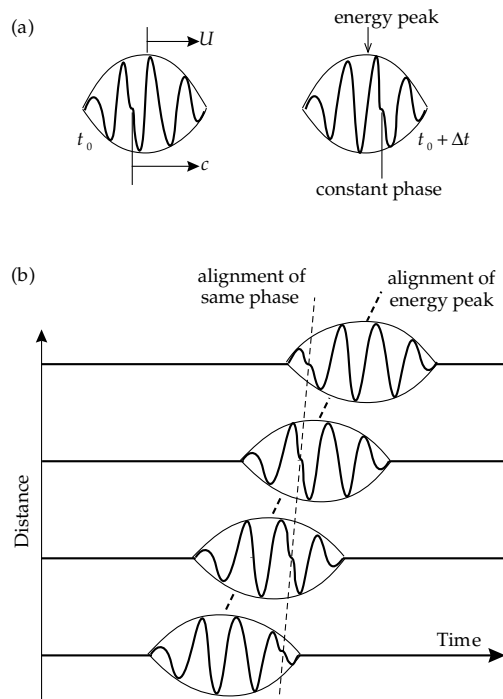 (a)
U
energy peak
t₀
t₀ + Δt
c
constant phase
(b)
alignment of
same phase
alignment of
energy peak
Distance
Time